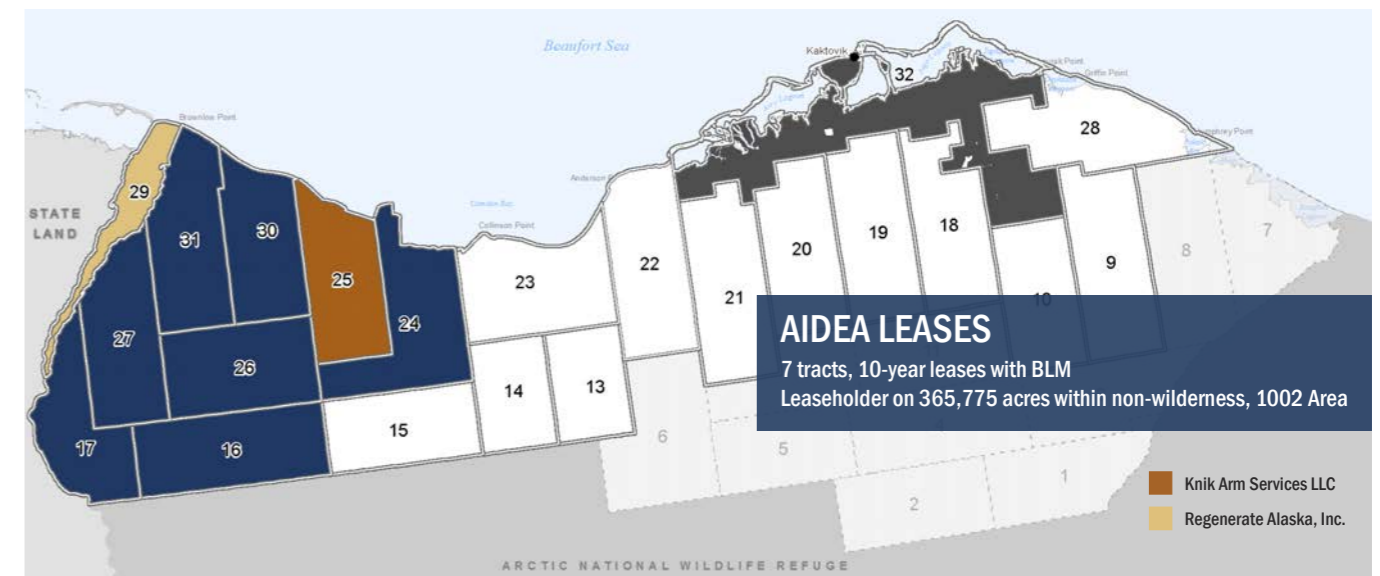 Beaufort Sea
Kaktovik
32
Griffin Point
Brownlow Point
28
29
STATE
LAND
31
30
Anderson
Collinson Point
18
19
20
22
7
8
9
25
23
21
10
24
27
26
14
13
15
6
5
17
16
2
1
AIDEA LEASES
7 tracts, 10-year leases with BLM
Leaseholder on 365,775 acres within non-wilderness, 1002 Area
Knik Arm Services LLC
Regenerate Alaska, Inc.
ARCTIC NATIONAL WILDLIFE REFUGE